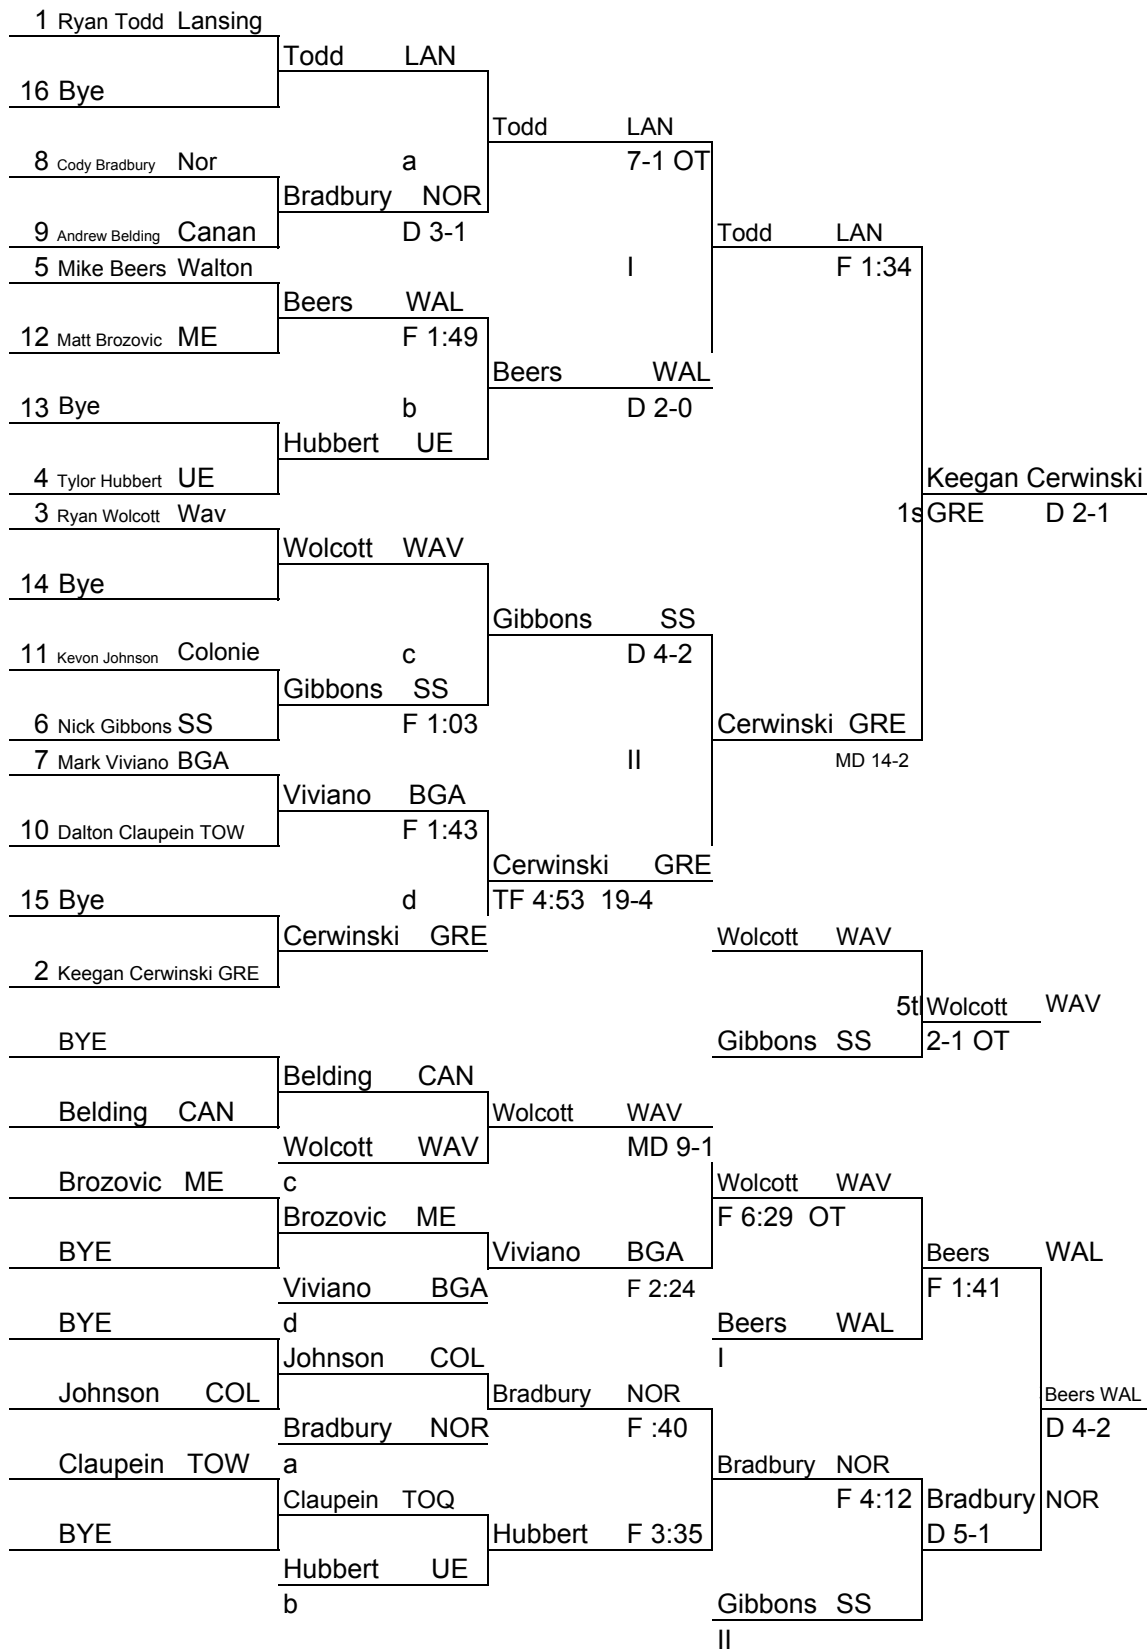 1 Ryan Todd Lansing
Todd LAN
16 Bye
Todd LAN
8 Cody Bradbury Nor a 7-1 OT
Bradbury NOR
9 Andrew Belding Canan D 3-1 Todd LAN
5 Mike Beers Walton I F 1:34
Beers WAL
12 Matt Brozovic ME F 1:49
Beers WAL
13 Bye b D 2-0
Hubbert UE
4 Tylor Hubbert UE Keegan Cerwinski
3 Ryan Wolcott Wav 1s GRE D 2-1
Wolcott WAV
14 Bye
Gibbons SS
11 Kevon Johnson Colonie c D 4-2
Gibbons SS
6 Nick Gibbons SS F 1:03 Cerwinski GRE
7 Mark Viviano BGA II MD 14-2
Viviano BGA
10 Dalton Claupein TOW F 1:43
Cerwinski GRE
15 Bye d TF 4:53 19-4
Cerwinski GRE Wolcott WAV
2 Keegan Cerwinski GRE
5t Wolcott WAV
BYE Gibbons SS 2-1 OT
Belding CAN
Belding CAN Wolcott WAV
Wolcott WAV MD 9-1
Brozovic ME c Wolcott WAV
Brozovic ME F 6:29 OT
BYE Viviano BGA Beers WAL
Viviano BGA F 2:24 F 1:41
BYE d Beers WAL
Johnson COL I
Johnson COL Bradbury NOR Beers WAL
Bradbury NOR F :40 D 4-2
Claupein TOW a Bradbury NOR
Claupein TOQ F 4:12 Bradbury NOR
BYE Hubbert F 3:35 D 5-1
Hubbert UE
b Gibbons SS
II